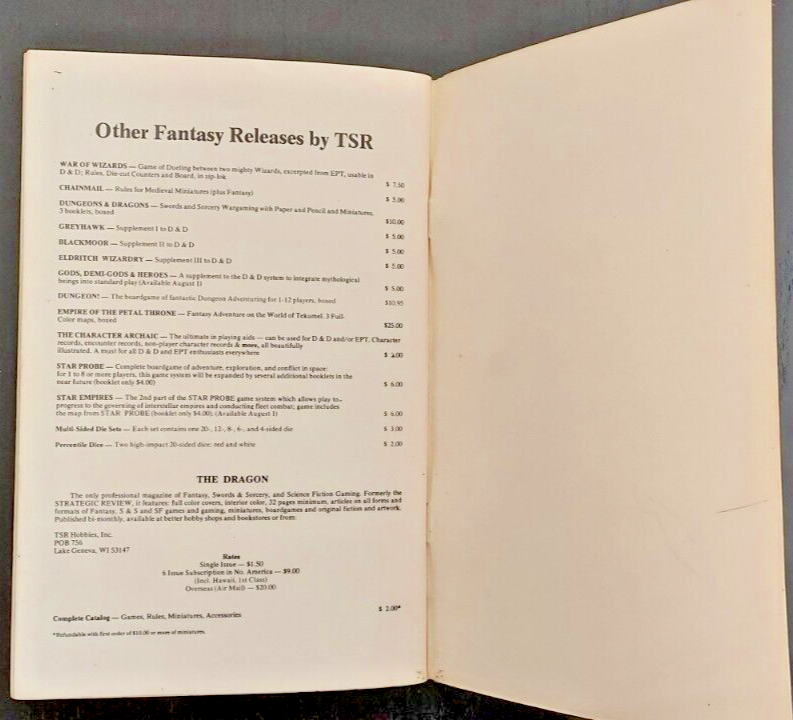 Other Fantasy Releases by TSR
WAR OF WIZARDS — Game of Dueling between two mighty Wizards, excerpted from EPT, usable in
D & D; Rules, Die-cut Counters and Board, in zip-lok
$ 7.50
CHAINMAIL — Rules for Medieval Miniatures (plus Fantasy)
$ 5.00
DUNGEONS & DRAGONS — Swords and Sorcery Wargaming with Paper and Pencil and Miniatures,
3 booklets, boxed
$10.00
GREYHAWK — Supplement I to D & D
$ 5.00
BLACKMOOR — Supplement II to D & D
$ 5.00
ELDRITCH WIZARDRY — Supplement III to D & D
$ 5.00
GODS, DEMI-GODS & HEROES — A supplement to the D & D system to integrate mythological
beings into standard play (Available August 1)
$ 5.00
DUNGEON! — The boardgame of fantastic Dungeon Adventuring for 1-12 players, boxed
$10.95
EMPIRE OF THE PETAL THRONE — Fantasy Adventure on the World of Tekumel. 3 Full-
Color maps, boxed
$25.00
THE CHARACTER ARCHAIC — The ultimate in playing aids — can be used for D & D and/or EPT. Character
records, encounter records, non-player character records & more, all beautifully
illustrated. A must for all D & D and EPT enthusiasts everywhere
STAR PROBE — Complete boardgame of adventure, exploration, and conflict in space:
for 1 to 8 or more players, this game system will be expanded by several additional booklets in the
near future (booklet only $4.00)
$ 6.00
STAR EMPIRES — The 2nd part of the STAR PROBE game system which allows play to-
progress to the governing of interstellar empires and conducting fleet combat; game includes
the map from STAR PROBE (booklet only $4.00) (Available August 1)
$ 6.00
Multi-Sided Die Sets — Each set contains one 20-, 12-, 8-, 6-, and 4-sided die
$ 3.00
Percentile Dice — Two high-impact 20-sided dice: red and white
$ 2.00
THE DRAGON
The only professional magazine of Fantasy, Swords & Sorcery, and Science Fiction Gaming. Formerly the
STRATEGIC REVIEW, it features: full color covers, interior color, 32 pages minimum, articles on all forms and
formats of Fantasy, S & S and SF games and gaming, miniatures, boardgames and original fiction and artwork.
Published bi-monthly, available at better hobby shops and bookstores or from:
TSR Hobbies, Inc.
POB 756
Lake Geneva, WI 53147
Rates
Single Issue — $1.50
6 Issue Subscription in No. America — $9.00
(Incl. Hawaii, 1st Class)
Overseas (Air Mail) — $20.00
Complete Catalog — Games, Rules, Miniatures, Accessories
$ 2.00*
*Refundable with first order of $10.00 or more of miniatures.